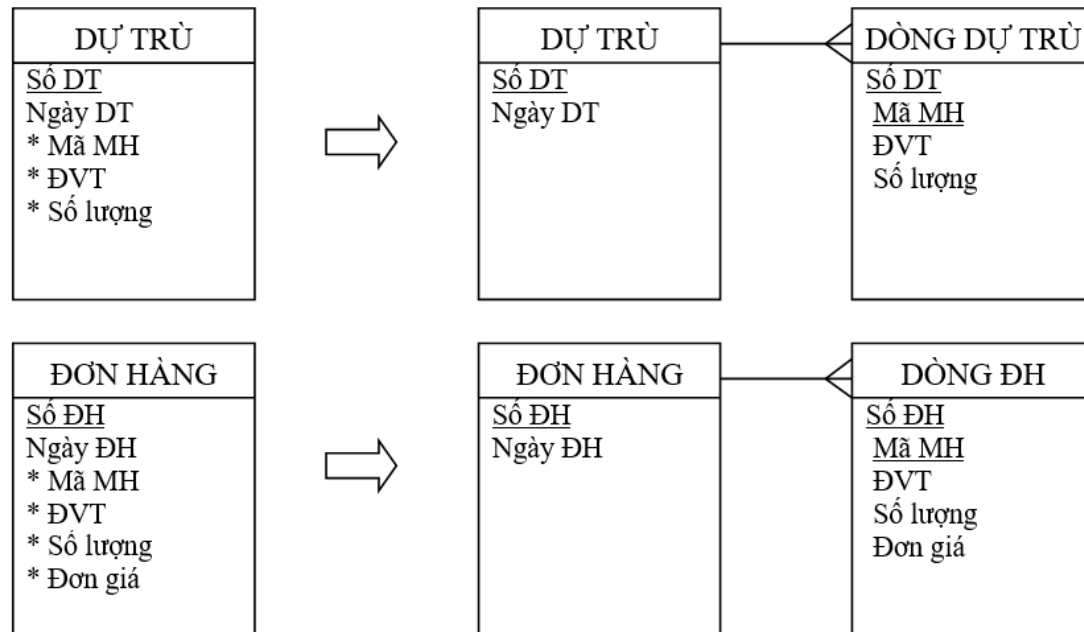 DỰ TRÙ
Số DT
Ngày DT
* Mã MH
* ĐVT
* Số lượng
DỰ TRÙ
Số DT
Ngày DT
DÒNG DỰ TRÙ
Số DT
Mã MH
ĐVT
Số lượng
ĐƠN HÀNG
Số ĐH
Ngày ĐH
* Mã MH
* ĐVT
* Số lượng
* Đơn giá
ĐƠN HÀNG
Số ĐH
Ngày ĐH
DÒNG ĐH
Số ĐH
Mã MH
ĐVT
Số lượng
Đơn giá